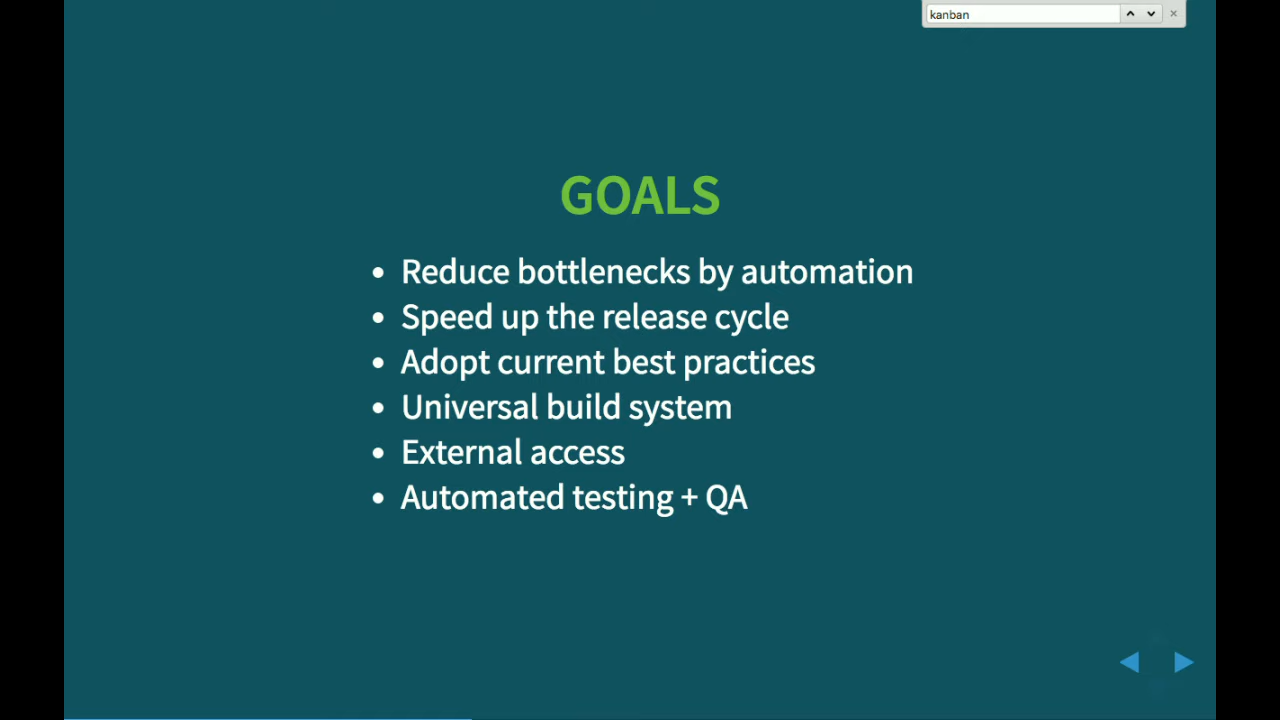 kanban
GOALS
• Reduce bottlenecks by automation
• Speed up the release cycle
• Adopt current best practices
• Universal build system
• External access
• Automated testing + QA